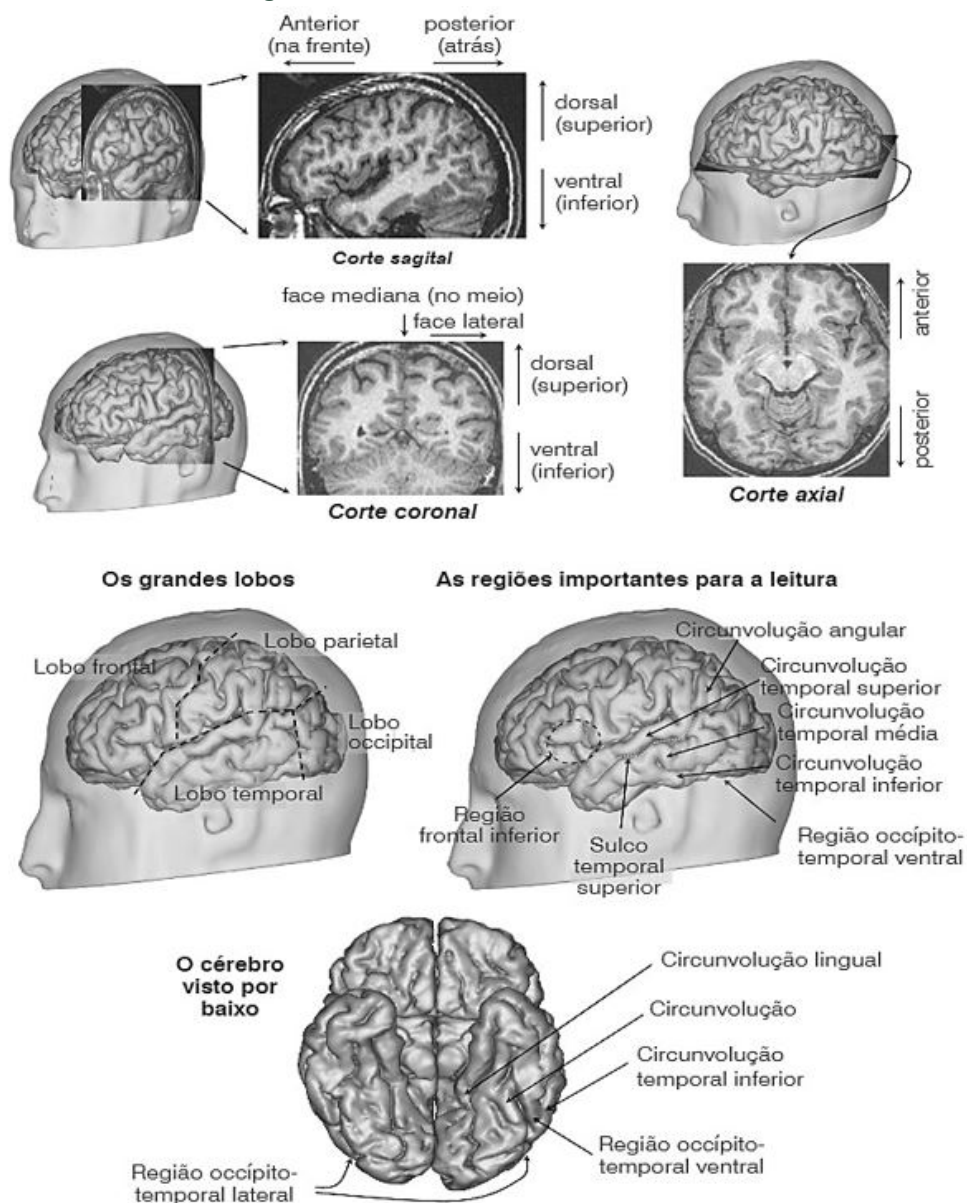 Anterior
(na frente)
posterior
(atrás)
dorsal
(superior)
ventral
(inferior)
Corte sagital
face mediana (no meio)
face lateral
dorsal
(superior)
ventral
(inferior)
Corte coronal
anterior
posterior
Corte axial
Os grandes lobos
Lobo parietal
Lobo frontal
Lobo
occipital
Lobo temporal
As regiões importantes para a leitura
Circunvolução angular
Circunvolução
temporal superior
Circunvolução
temporal média
Circunvolução
temporal inferior
Região
frontal inferior
Sulco
temporal
superior
Região occípito-
temporal ventral
O cérebro
visto por
baixo
Circunvolução lingual
Circunvolução
Circunvolução
temporal inferior
Região occípito-
temporal ventral
Região occípito-
temporal lateral